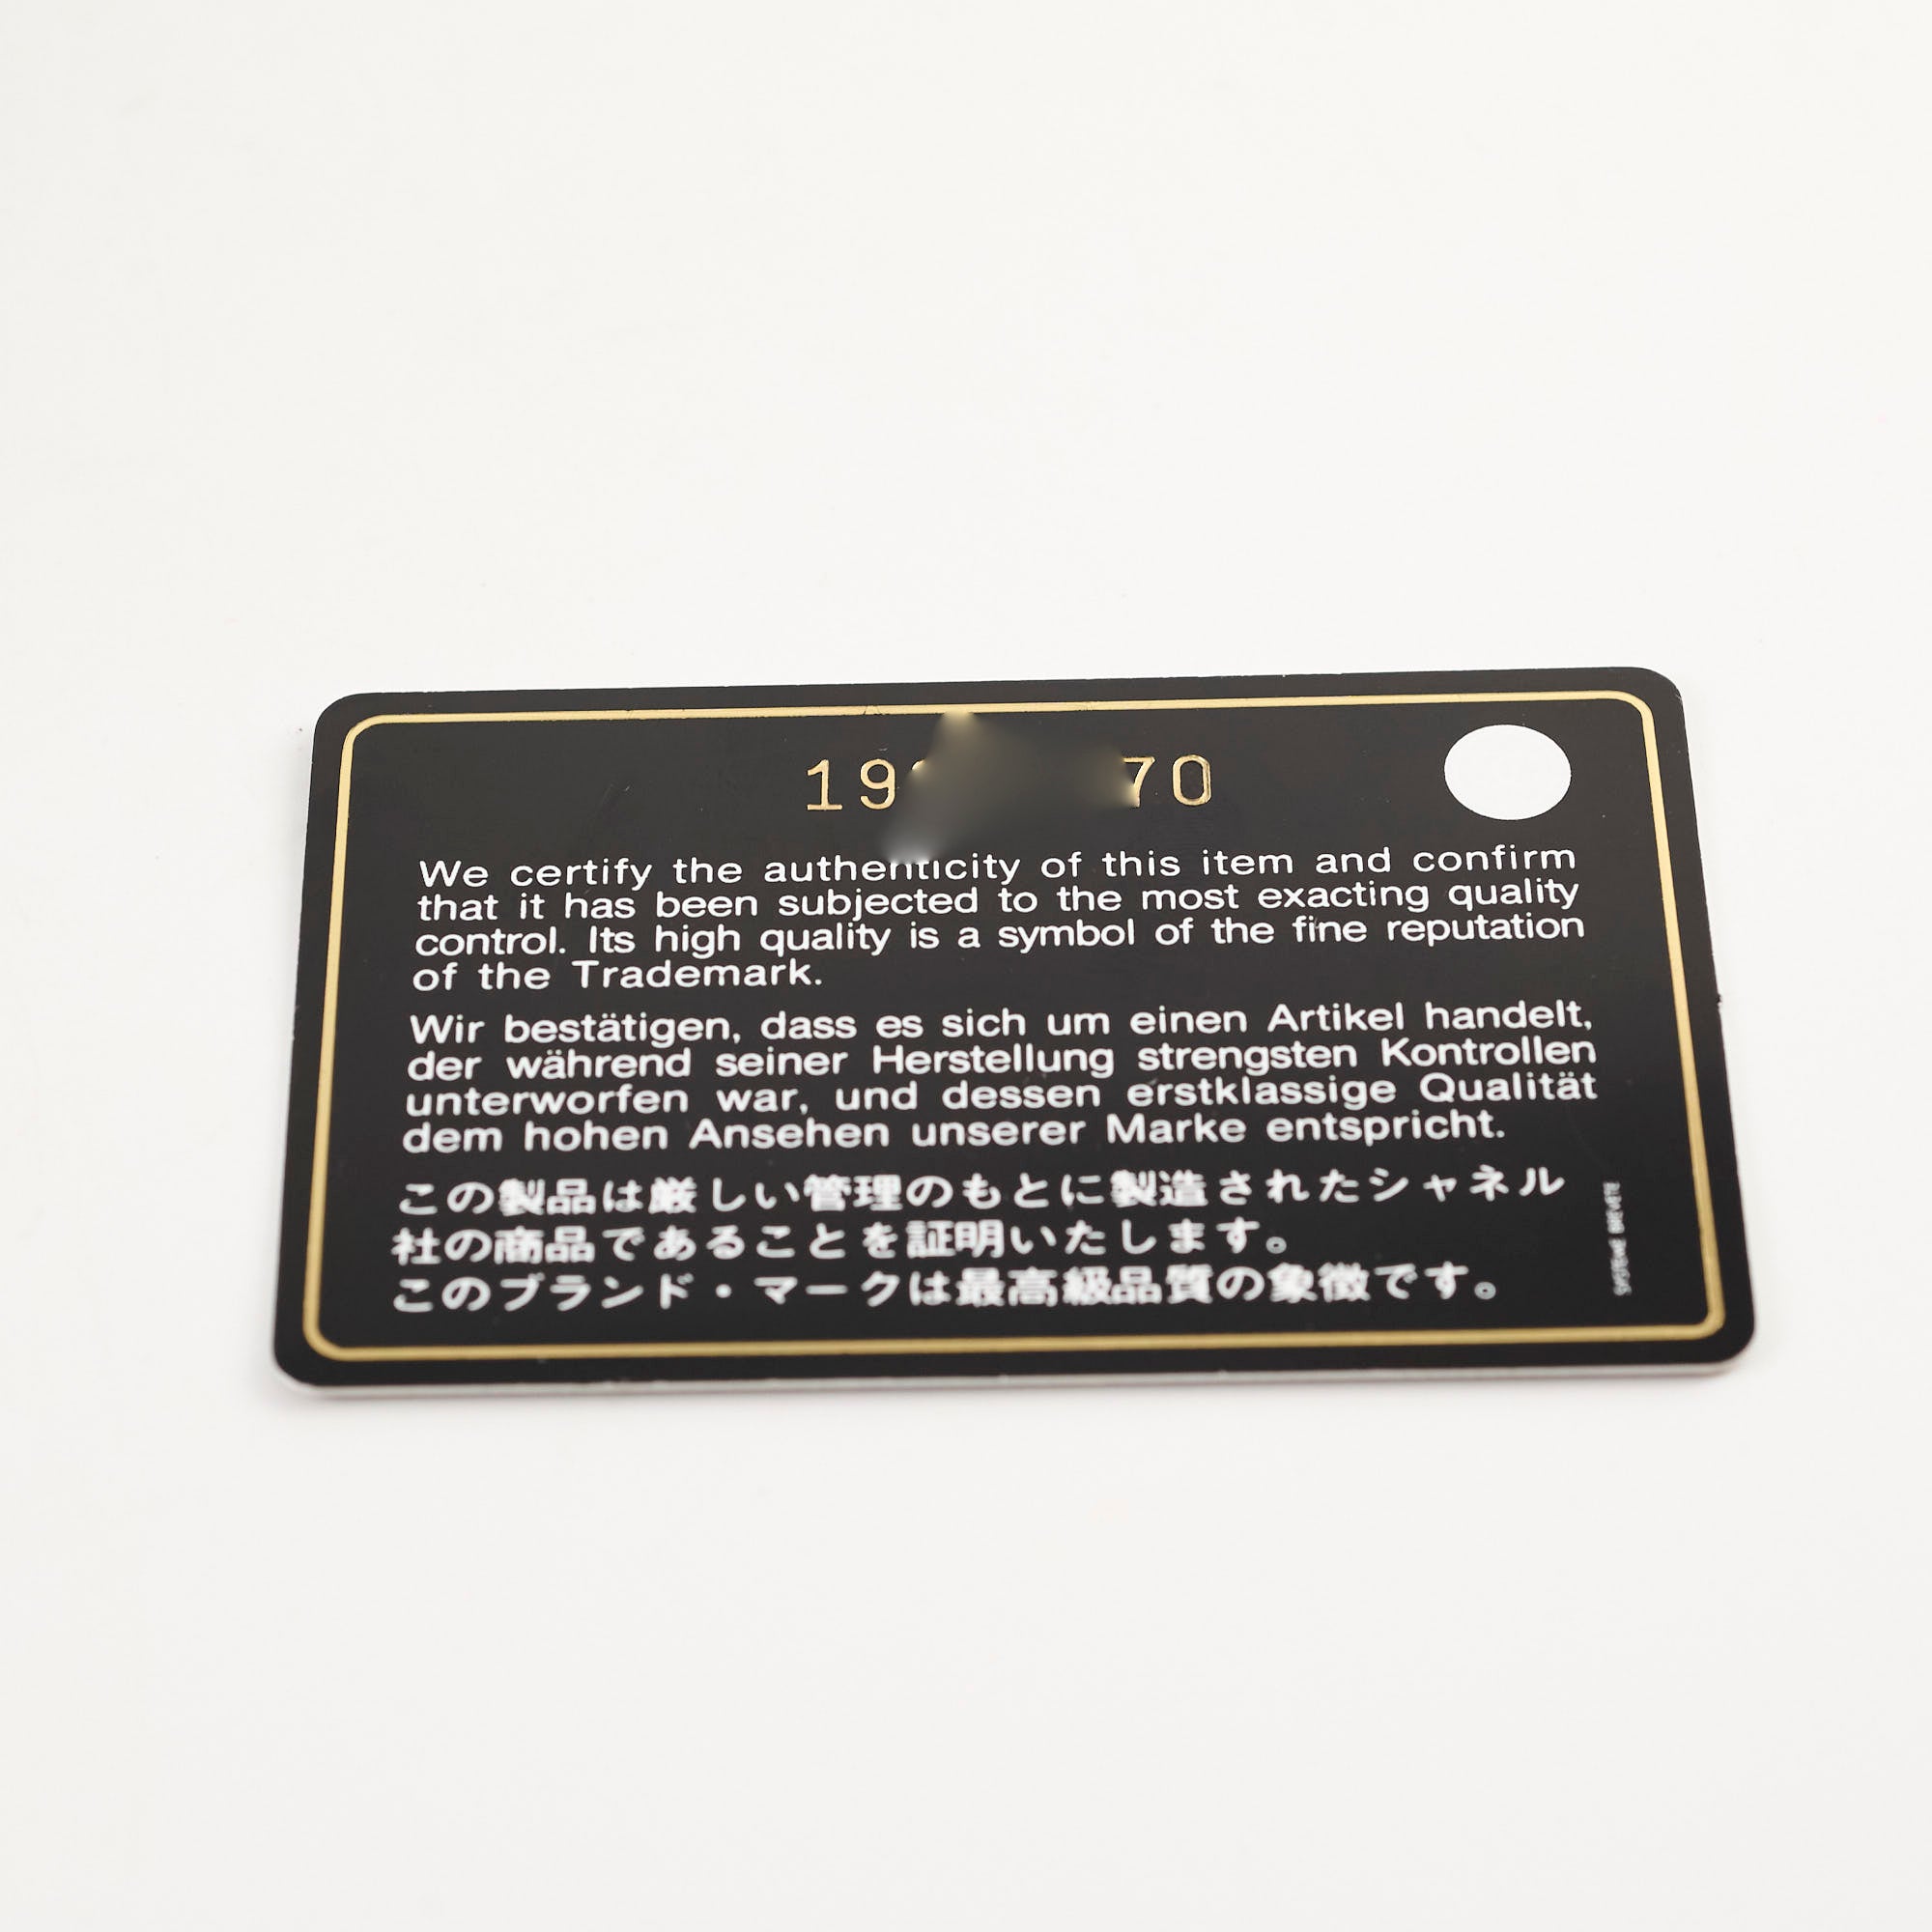 19 70
We certify the authenticity of this item and confirm
that it has been subjected to the most exacting quality
control. Its high quality is a symbol of the fine reputation
of the Trademark.
Wir bestätigen, dass es sich um einen Artikel handelt,
der während seiner Herstellung strengsten Kontrollen
unterworfen war, und dessen erstklassige Qualität
dem hohen Ansehen unserer Marke entspricht.
この製品は厳しい管理のもとに製造されたシャネル
社の商品であることを証明いたします。
このブランド・マークは最高級品質の象徴です。
SYSTEME BREVETE